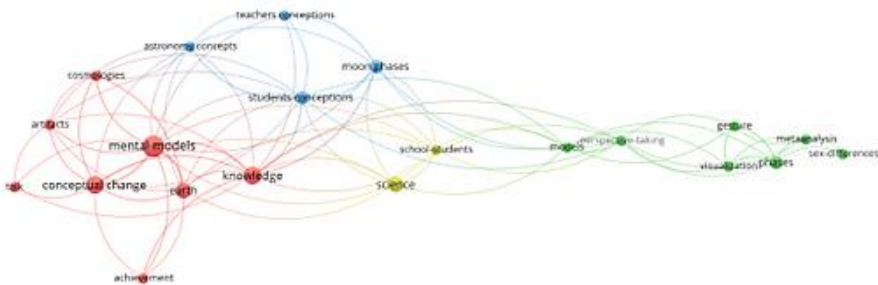 teachers conceptions
astronomy concepts
moon phases
cosmologies
students conceptions
artifacts
gesture
mental models
perspective-taking
metaanalysis
school students
models
sex-differences
visualization
phases
knowledge
conceptual change
earth
science
achievement